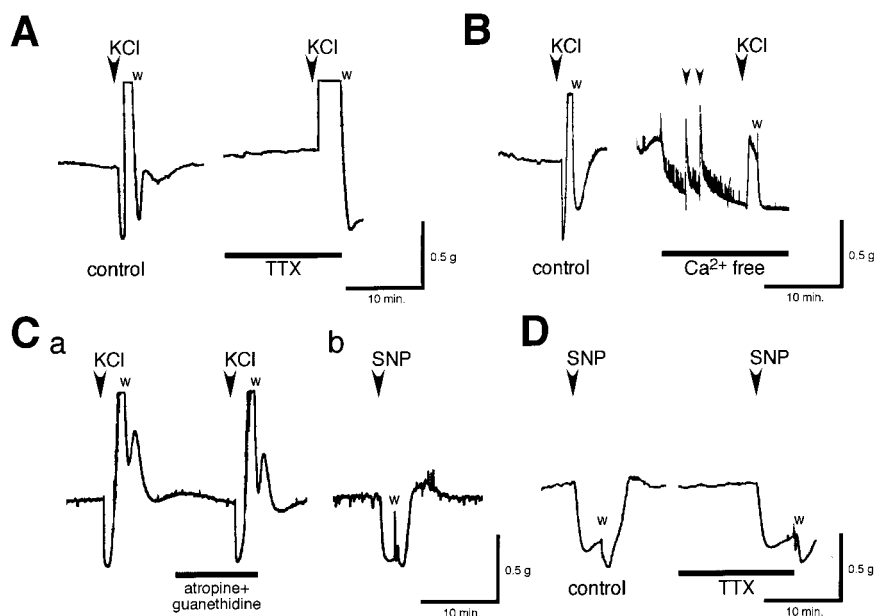 A
KCl
KCl
w
w
control
TTX
0.5 g
10 min.
B
KCl
KCl
w
w
control
Ca2+ free
0.5 g
10 min.
C
a
KCl
KCl
w
w
atropine+
guanethidine
b
SNP
w
0.5 g
10 min.
D
SNP
SNP
w
w
control
TTX
0.5 g
10 min.